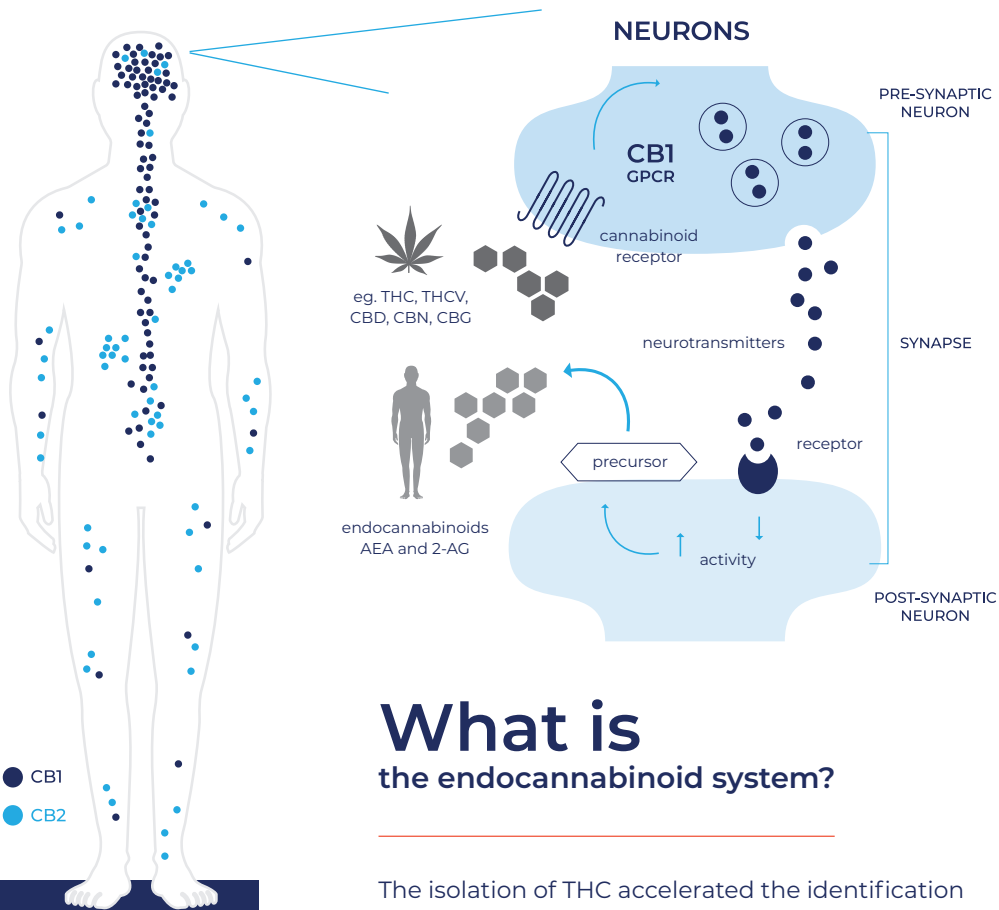 NEURONS
PRE-SYNAPTIC
NEURON
CB1
GPCR
cannabinoid
receptor
eg. THC, THCV,
CBD, CBN, CBG
neurotransmitters
SYNAPSE
receptor
precursor
endocannabinoids
AEA and 2-AG
activity
POST-SYNAPTIC
NEURON
What is
the endocannabinoid system?
CB1
CB2
The isolation of THC accelerated the identification